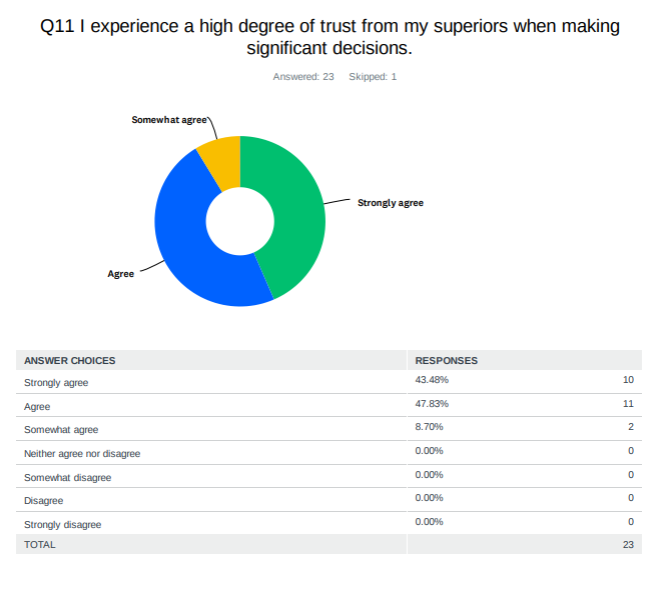 Q11 I experience a high degree of trust from my superiors when making
significant decisions.
Answered: 23 Skipped: 1
Somewhat agree
Strongly agree
Agree
ANSWER CHOICES RESPONSES
Strongly agree 43.48% 10
Agree 47.83% 11
Somewhat agree 8.70% 2
Neither agree nor disagree 0.00% 0
Somewhat disagree 0.00% 0
Disagree 0.00% 0
Strongly disagree 0.00% 0
TOTAL 23